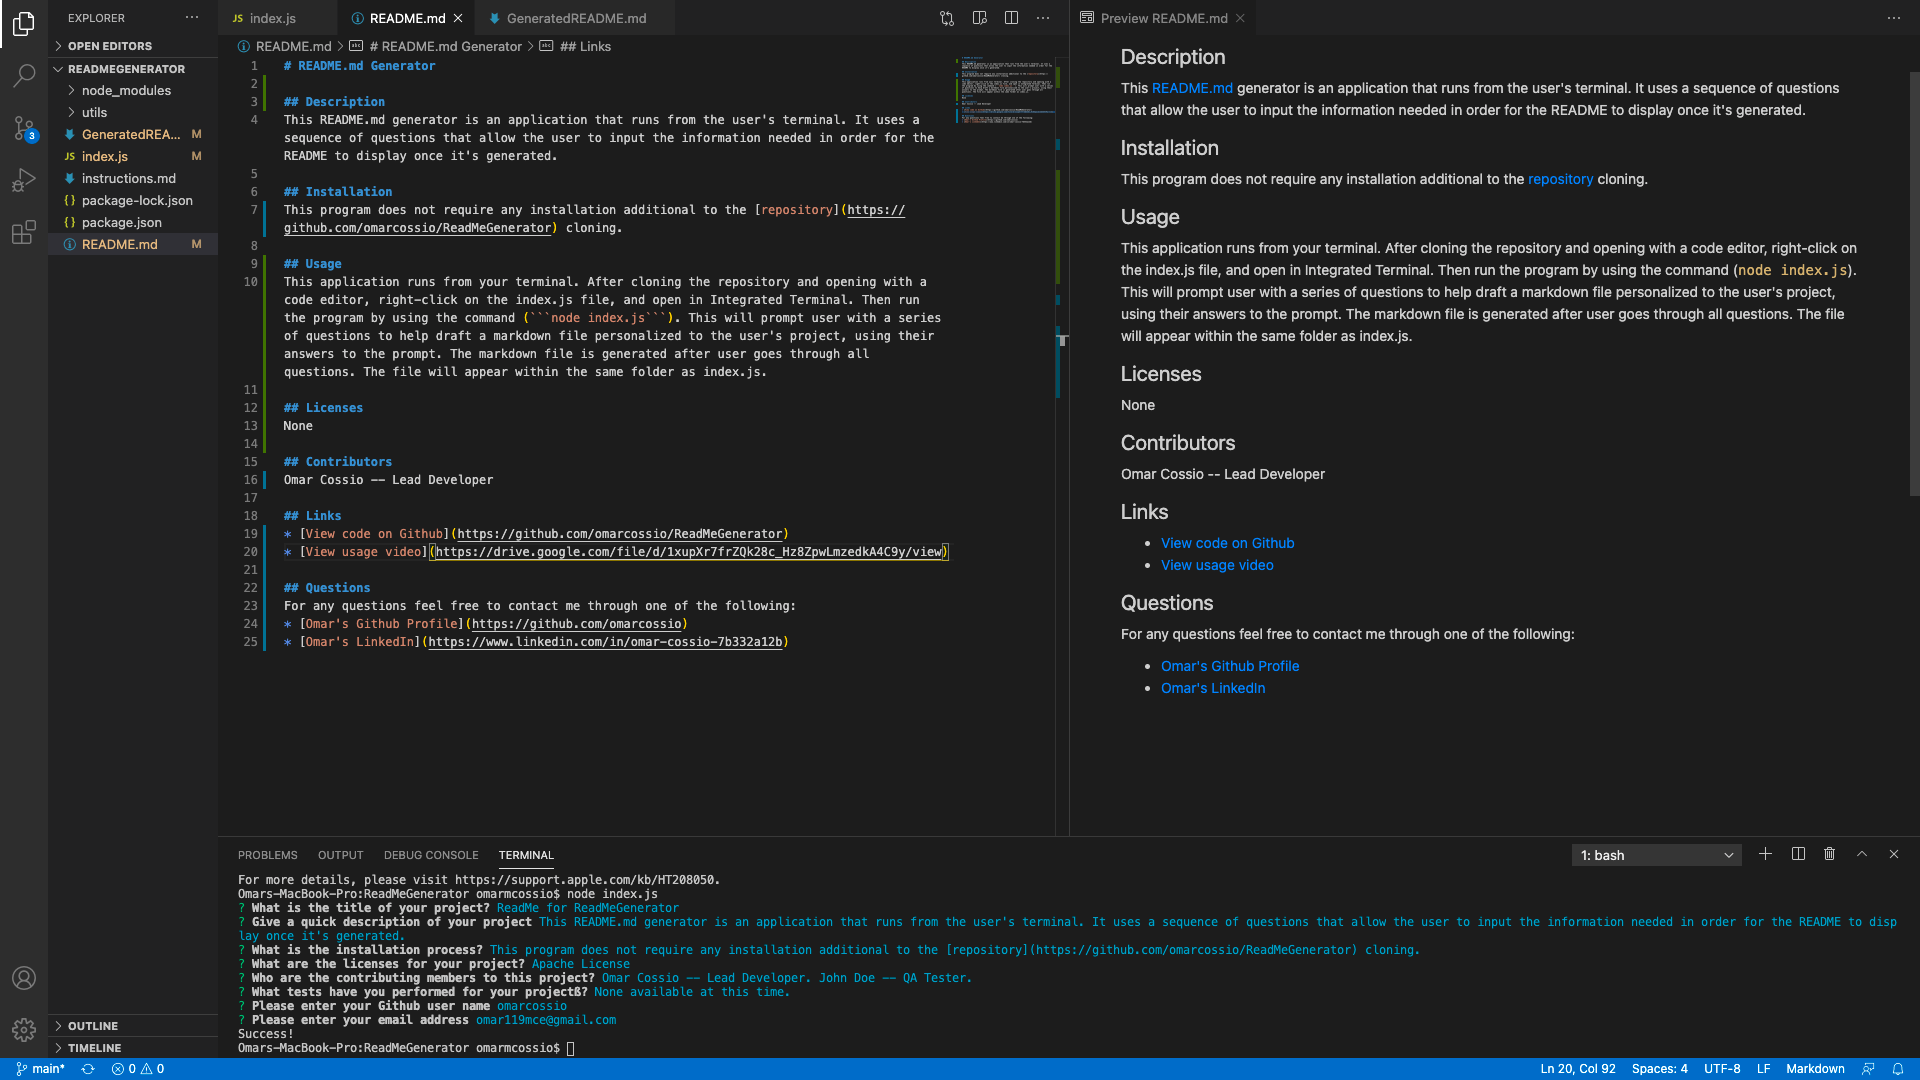 EXPLORER
OPEN EDITORS
READMEGENERATOR
node_modules
utils
GeneratedREA... M
index.js M
instructions.md
package-lock.json
package.json
README.md M
3
OUTLINE
TIMELINE
index.js
README.md
GeneratedREADME.md
README.md > # README.md Generator > ## Links
1 # README.md Generator
2
3 ## Description
4 This README.md generator is an application that runs from the user's terminal. It uses a
sequence of questions that allow the user to input the information needed in order for the
README to display once it's generated.
5
6 ## Installation
7 This program does not require any installation additional to the [repository](https://
github.com/omarcossio/ReadMeGenerator) cloning.
8
9 ## Usage
10 This application runs from your terminal. After cloning the repository and opening with a
code editor, right-click on the index.js file, and open in Integrated Terminal. Then run
the program by using the command (```node index.js```). This will prompt user with a series
of questions to help draft a markdown file personalized to the user's project, using their
answers to the prompt. The markdown file is generated after user goes through all
questions. The file will appear within the same folder as index.js.
11
12 ## Licenses
13 None
14
15 ## Contributors
16 Omar Cossio -- Lead Developer
17
18 ## Links
19 * [View code on Github](https://github.com/omarcossio/ReadMeGenerator)
20 * [View usage video](https://drive.google.com/file/d/1xupXr7frZQk28c_Hz8ZpwLmzedkA4C9y/view)
21
22 ## Questions
23 For any questions feel free to contact me through one of the following:
24 * [Omar's Github Profile](https://github.com/omarcossio)
25 * [Omar's LinkedIn](https://www.linkedin.com/in/omar-cossio-7b332a12b)
Preview README.md
Description
This README.md generator is an application that runs from the user's terminal. It uses a sequence of questions
that allow the user to input the information needed in order for the README to display once it's generated.
Installation
This program does not require any installation additional to the repository cloning.
Usage
This application runs from your terminal. After cloning the repository and opening with a code editor, right-click on
the index.js file, and open in Integrated Terminal. Then run the program by using the command (node index.js).
This will prompt user with a series of questions to help draft a markdown file personalized to the user's project,
using their answers to the prompt. The markdown file is generated after user goes through all questions. The file
will appear within the same folder as index.js.
Licenses
None
Contributors
Omar Cossio -- Lead Developer
Links
• View code on Github
• View usage video
Questions
For any questions feel free to contact me through one of the following:
• Omar's Github Profile
• Omar's LinkedIn
PROBLEMS OUTPUT DEBUG CONSOLE TERMINAL
1: bash
For more details, please visit https://support.apple.com/kb/HT208050.
Omars-MacBook-Pro:ReadMeGenerator omarmcossio$ node index.js
? What is the title of your project? ReadMe for ReadMeGenerator
? Give a quick description of your project This README.md generator is an application that runs from the user's terminal. It uses a sequence of questions that allow the user to input the information needed in order for the README to disp
lay once it's generated.
? What is the installation process? This program does not require any installation additional to the [repository](https://github.com/omarcossio/ReadMeGenerator) cloning.
? What are the licenses for your project? Apache License
? Who are the contributing members to this project? Omar Cossio -- Lead Developer. John Doe -- QA Tester.
? What tests have you performed for your projectß? None available at this time.
? Please enter your Github user name omarcossio
? Please enter your email address omar119mce@gmail.com
Success!
Omars-MacBook-Pro:ReadMeGenerator omarmcossio$
main* 0 0
Ln 20, Col 92 Spaces: 4 UTF-8 LF Markdown